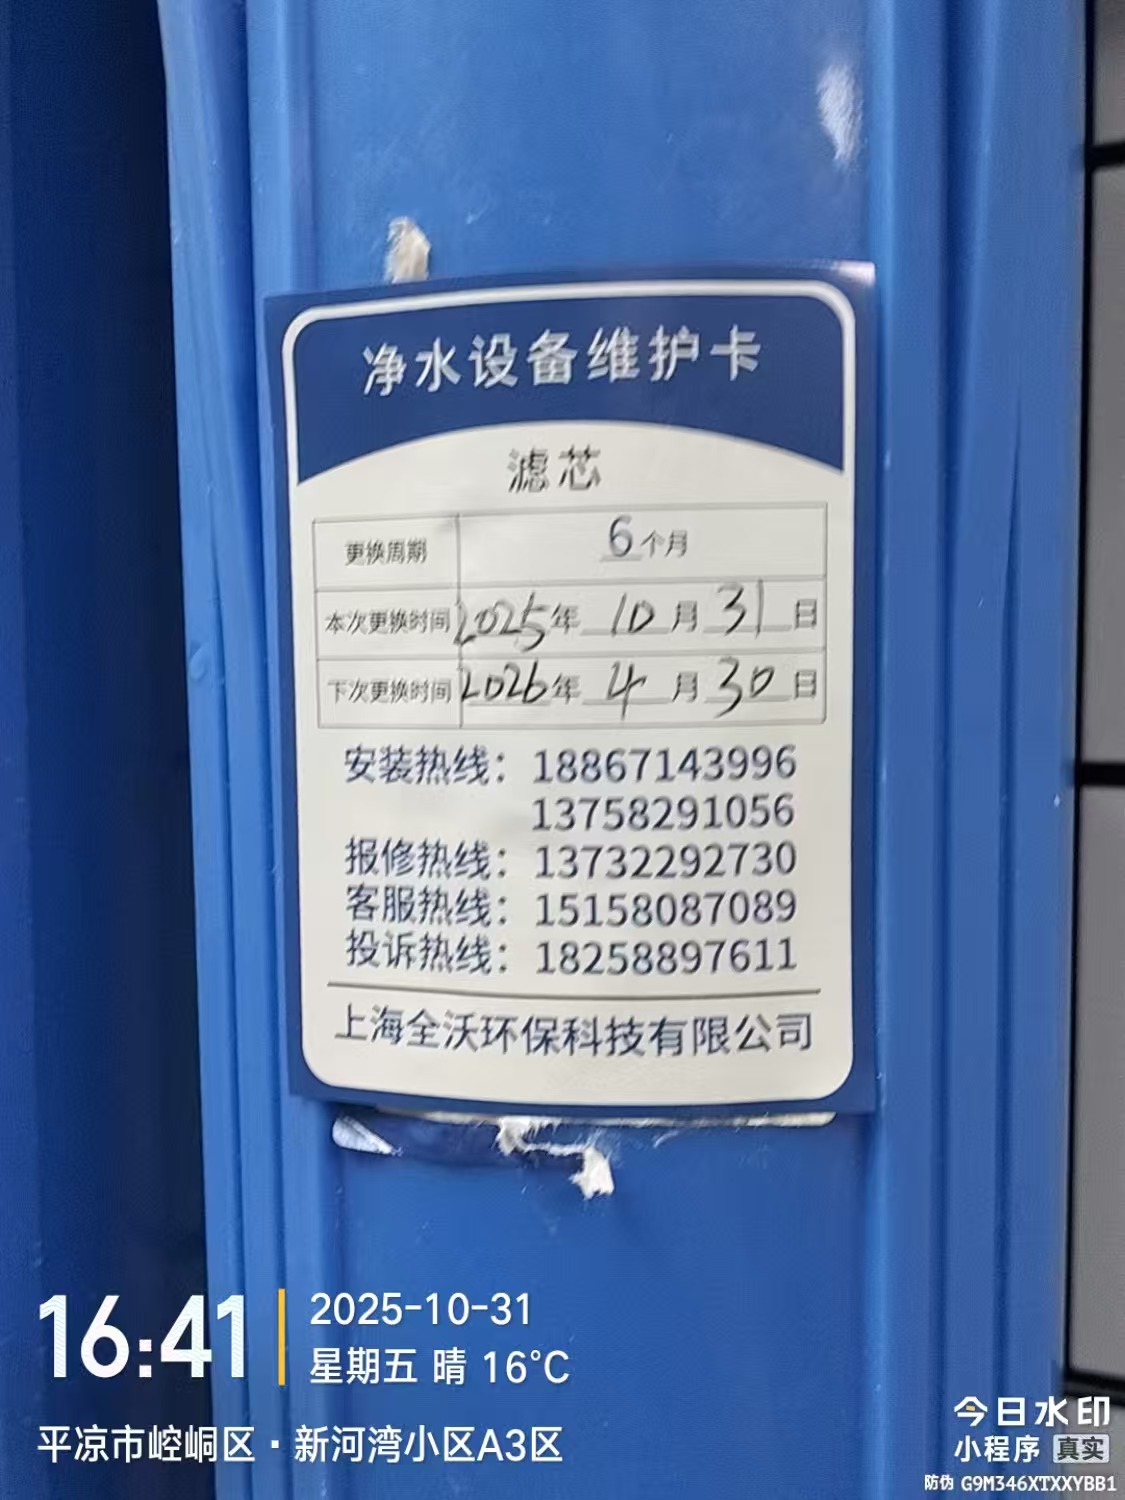 净水设备维护卡
滤芯
更换周期 6个月
本次更换时间 2025年 10月 31日
下次更换时间 2026年 4月 30日
安装热线：18867143996
13758291056
报修热线：13732292730
客服热线：15158087089
投诉热线：18258897611
上海全沃环保科技有限公司
16:41
2025-10-31
星期五 晴 16°C
平凉市崆峒区·新河湾小区A3区
今日水印
小程序 真实
防伪 G9M346XTXXYBB1